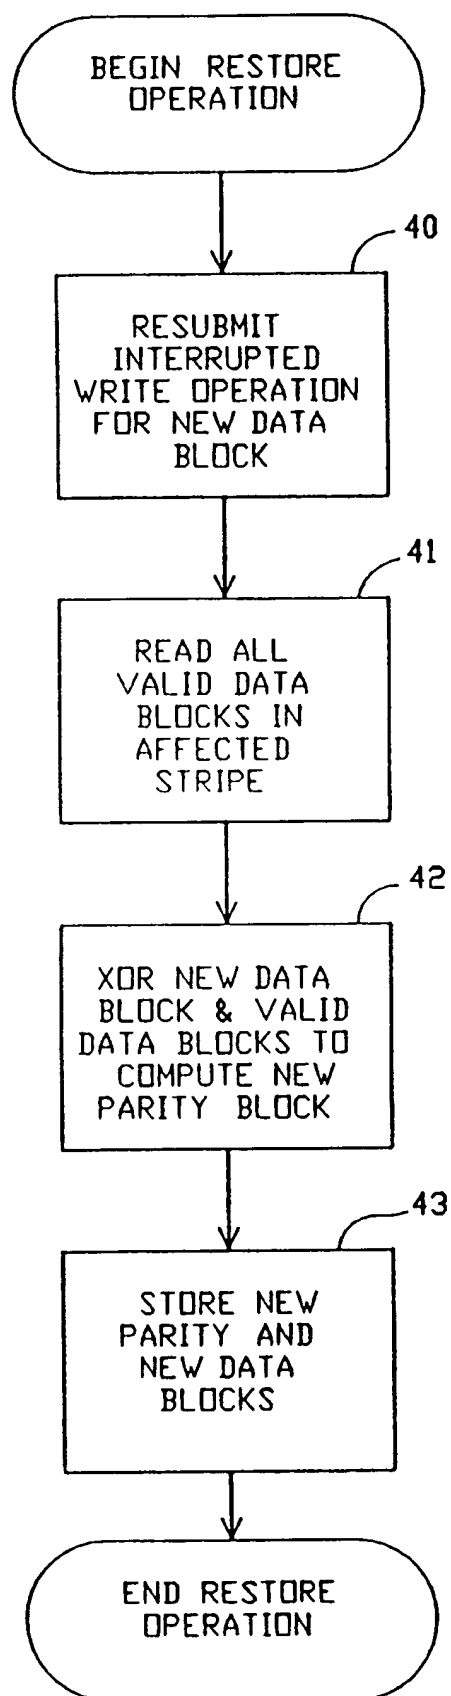 BEGIN RESTORE
OPERATION
40
RESUBMIT
INTERRUPTED
WRITE OPERATION
FOR NEW DATA
BLOCK
41
READ ALL
VALID DATA
BLOCKS IN
AFFECTED
STRIPE
42
XOR NEW DATA
BLOCK & VALID
DATA BLOCKS TO
COMPUTE NEW
PARITY BLOCK
43
STORE NEW
PARITY AND
NEW DATA
BLOCKS
END RESTORE
OPERATION